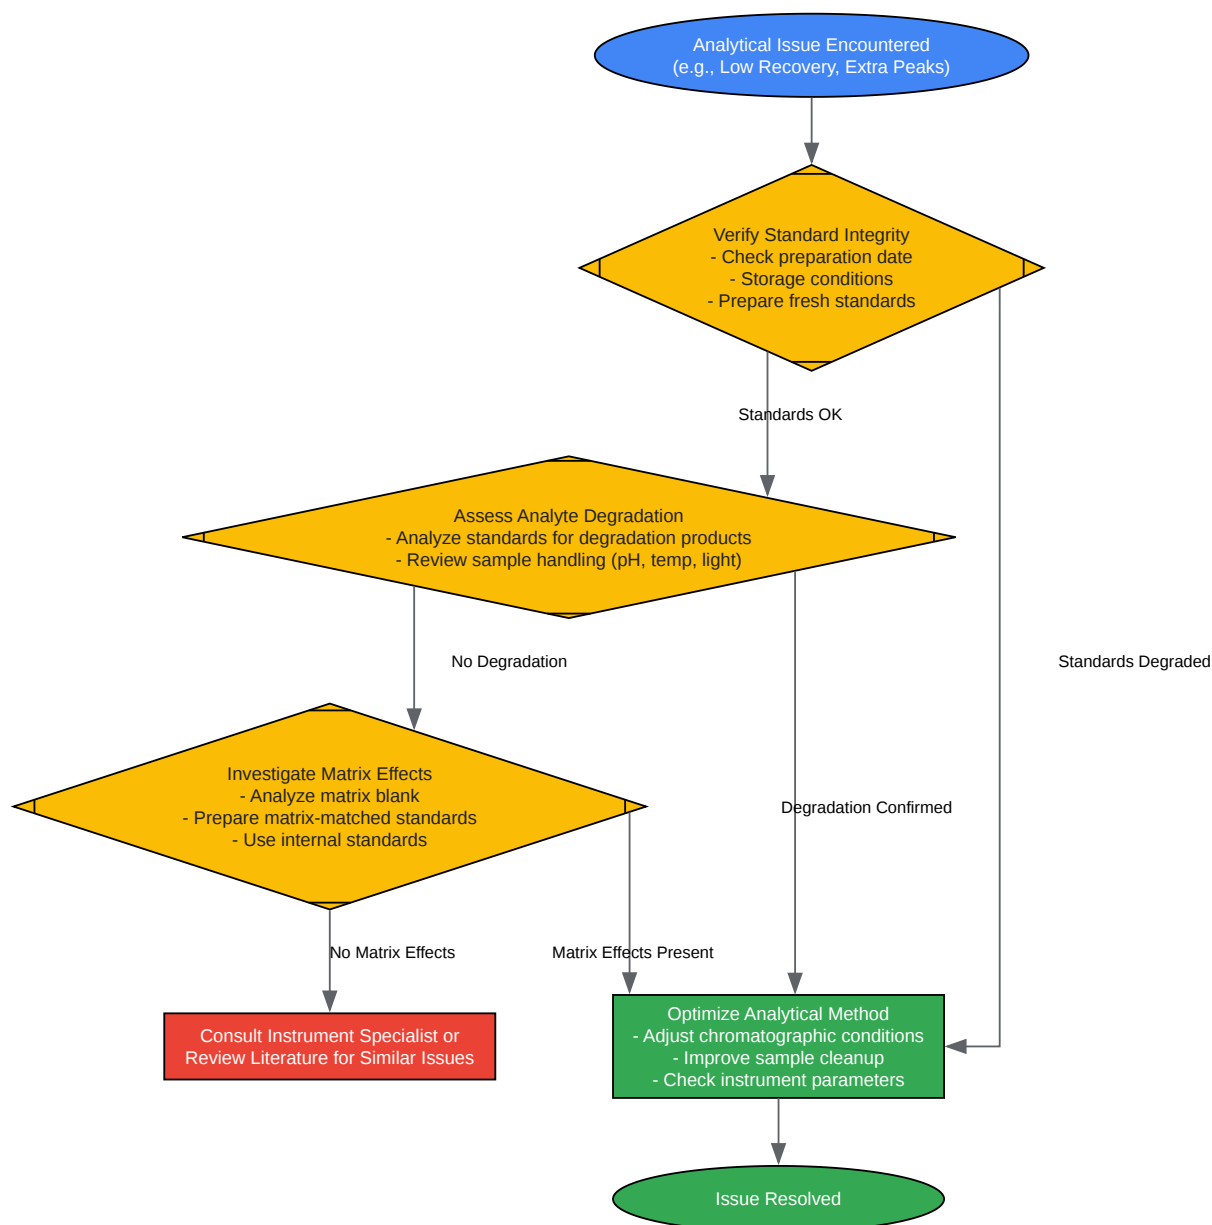 Analytical Issue Encountered
(e.g., Low Recovery, Extra Peaks)
Verify Standard Integrity
- Check preparation date
- Storage conditions
- Prepare fresh standards
Standards OK
Assess Analyte Degradation
- Analyze standards for degradation products
- Review sample handling (pH, temp, light)
No Degradation
Standards Degraded
Investigate Matrix Effects
- Analyze matrix blank
- Prepare matrix-matched standards
- Use internal standards
Degradation Confirmed
No Matrix Effects
Matrix Effects Present
Consult Instrument Specialist or
Review Literature for Similar Issues
Optimize Analytical Method
- Adjust chromatographic conditions
- Improve sample cleanup
- Check instrument parameters
Issue Resolved